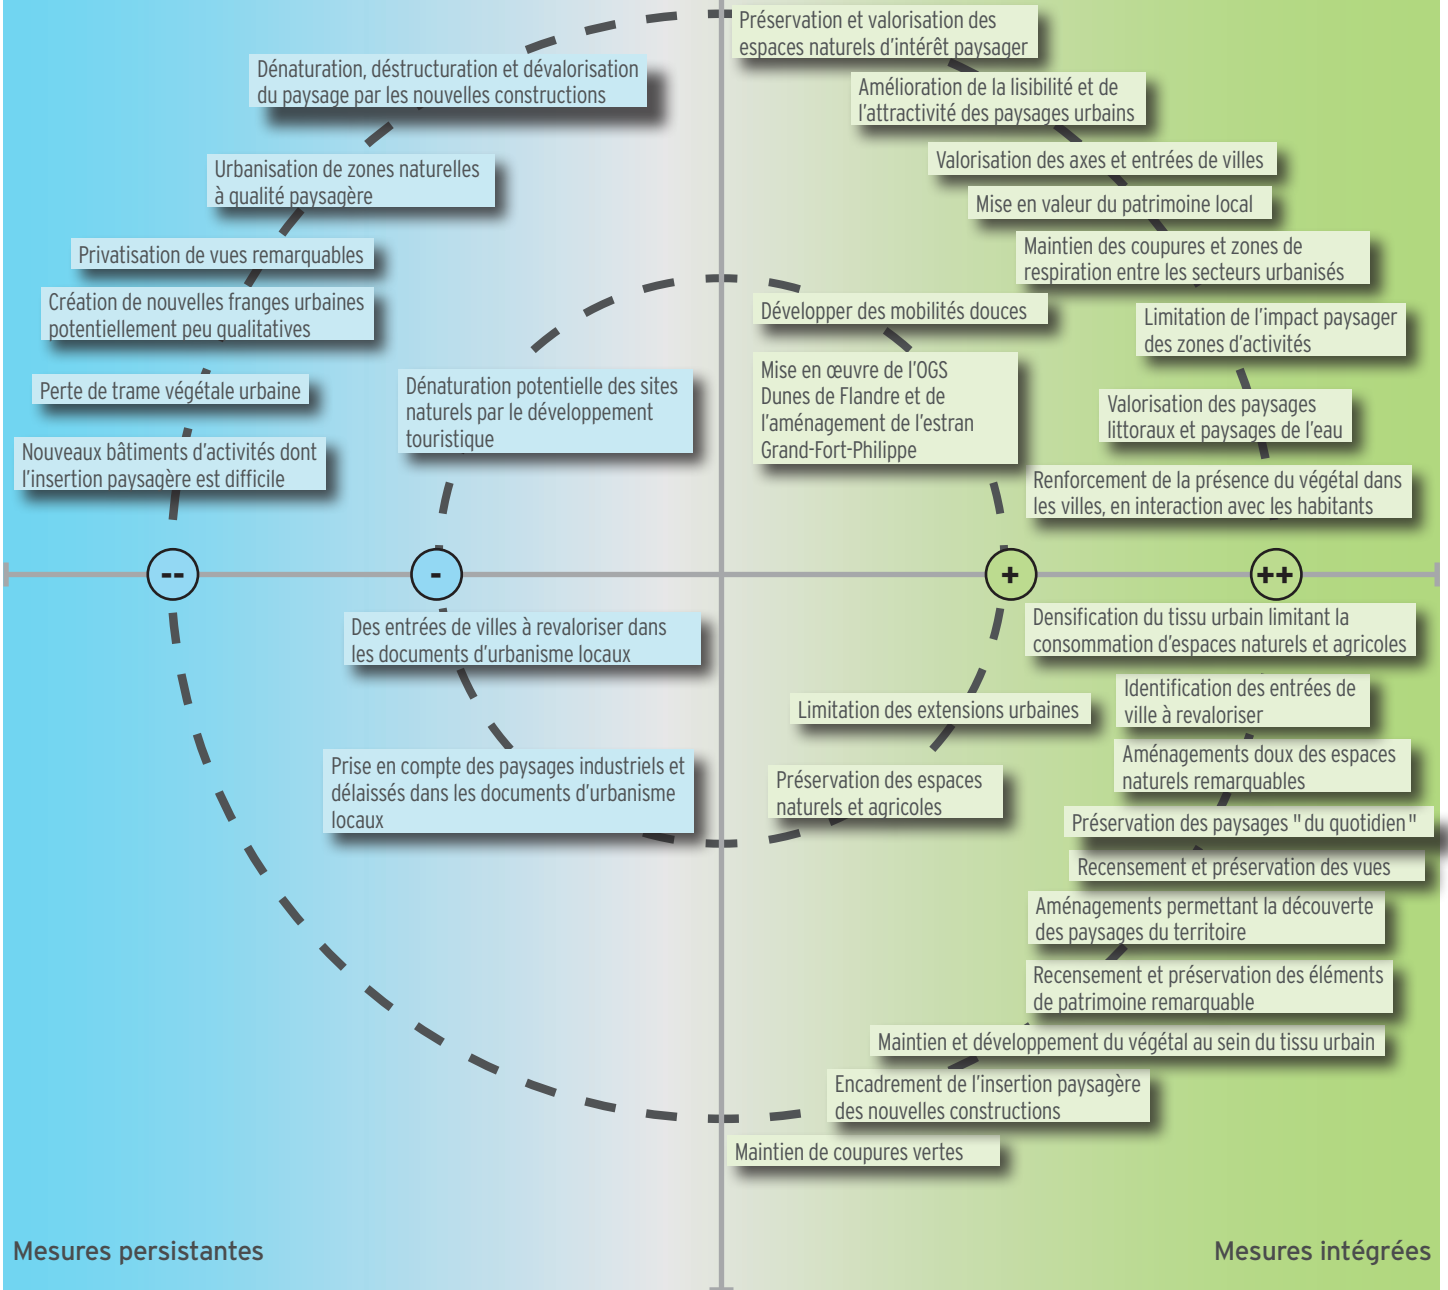 Préservation et valorisation des
espaces naturels d'intérêt paysager
Dénaturation, déstructuration et dévalorisation
du paysage par les nouvelles constructions
Amélioration de la lisibilité et de
l'attractivité des paysages urbains
Urbanisation de zones naturelles
à qualité paysagère
Valorisation des axes et entrées de villes
Mise en valeur du patrimoine local
Privatisation de vues remarquables
Maintien des coupures et zones de
respiration entre les secteurs urbanisés
Création de nouvelles franges urbaines
potentiellement peu qualitatives
Développer des mobilités douces
Limitation de l'impact paysager
des zones d'activités
Perte de trame végétale urbaine
Dénaturation potentielle des sites
naturels par le développement
touristique
Mise en œuvre de l'OGS
Dunes de Flandre et de
l'aménagement de l'estran
Grand-Fort-Philippe
Valorisation des paysages
littoraux et paysages de l'eau
Nouveaux bâtiments d'activités dont
l'insertion paysagère est difficile
Renforcement de la présence du végétal dans
les villes, en interaction avec les habitants
--
-
+
++
Des entrées de villes à revaloriser dans
les documents d'urbanisme locaux
Densification du tissu urbain limitant la
consommation d'espaces naturels et agricoles
Limitation des extensions urbaines
Identification des entrées de
ville à revaloriser
Prise en compte des paysages industriels et
délaissés dans les documents d'urbanisme
locaux
Préservation des espaces
naturels et agricoles
Aménagements doux des espaces
naturels remarquables
Préservation des paysages "du quotidien"
Recensement et préservation des vues
Aménagements permettant la découverte
des paysages du territoire
Recensement et préservation des éléments
de patrimoine remarquable
Maintien et développement du végétal au sein du tissu urbain
Encadrement de l'insertion paysagère
des nouvelles constructions
Maintien de coupures vertes
Mesures persistantes
Mesures intégrées